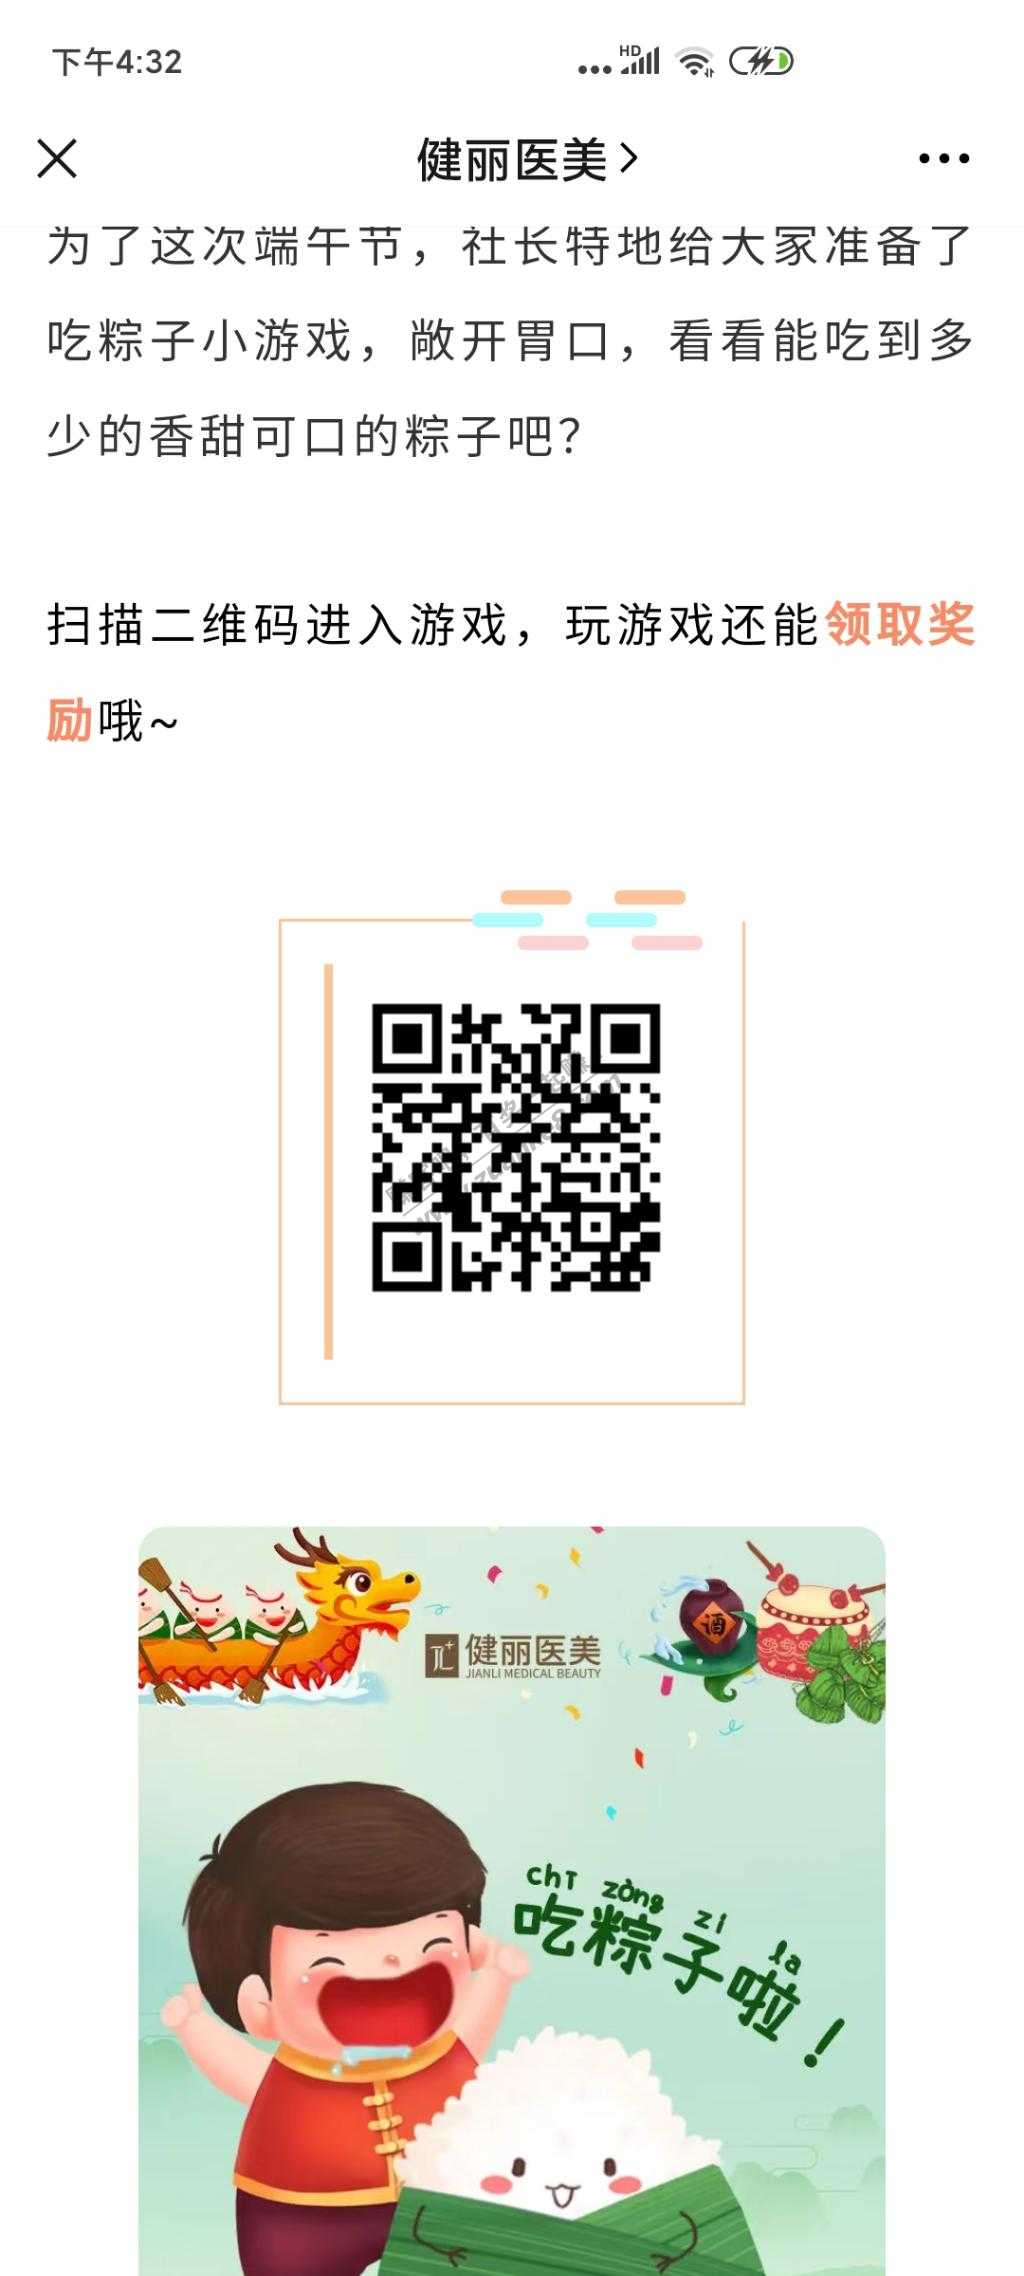 下午4:32
HD
健丽医美
为了这次端午节，社长特地给大家准备了
吃粽子小游戏，敞开胃口，看看能吃到多
少的香甜可口的粽子吧？
扫描二维码进入游戏，玩游戏还能领取奖
励哦~
酒
健丽医美
JIANLI MEDICAL BEAUTY
chī zòng zi la
吃粽子啦！